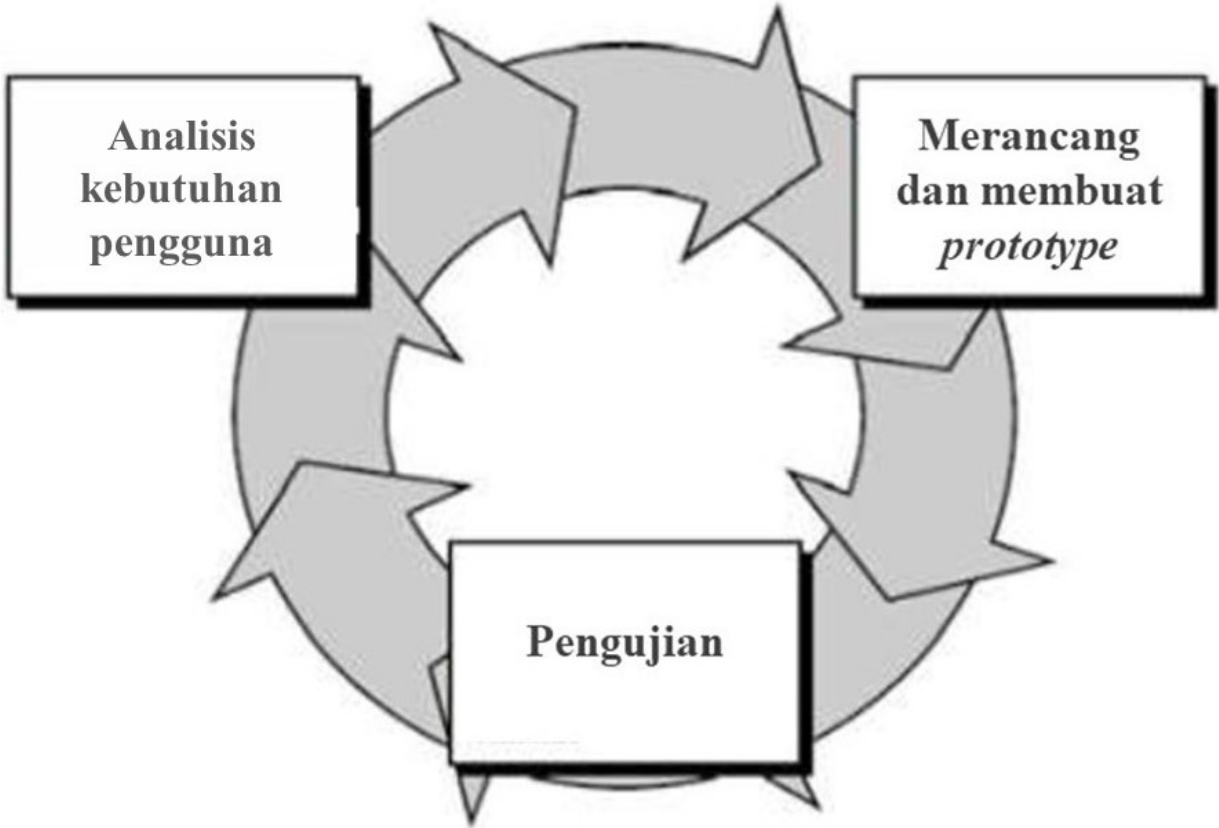 Analisis
kebutuhan
pengguna
Merancang
dan membuat
prototype
Pengujian